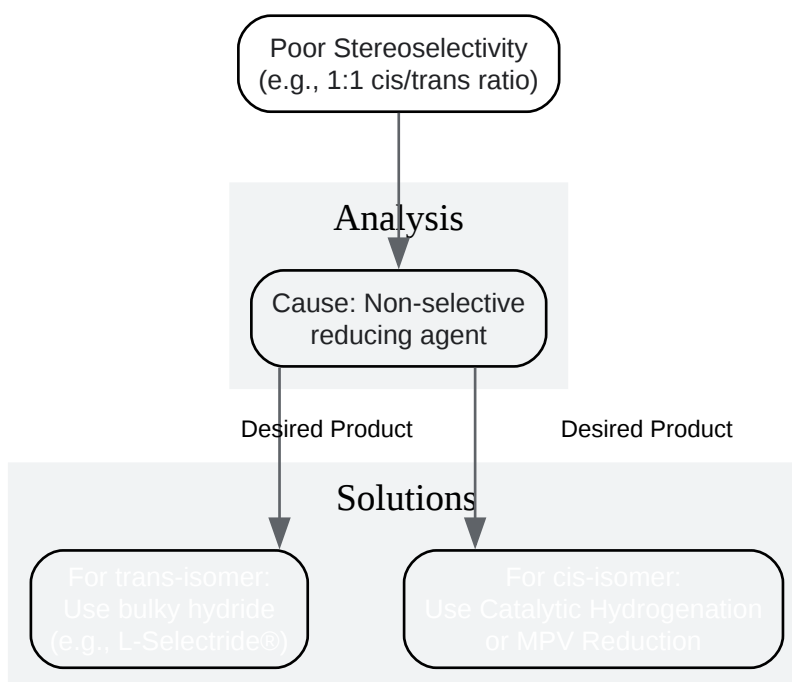 Poor Stereoselectivity
(e.g., 1:1 cis/trans ratio)
Analysis
Cause: Non-selective
reducing agent
Desired Product
Desired Product
Solutions
For trans-isomer:
Use bulky hydride
(e.g., L-Selectride®)
For cis-isomer:
Use Catalytic Hydrogenation
or MPV Reduction